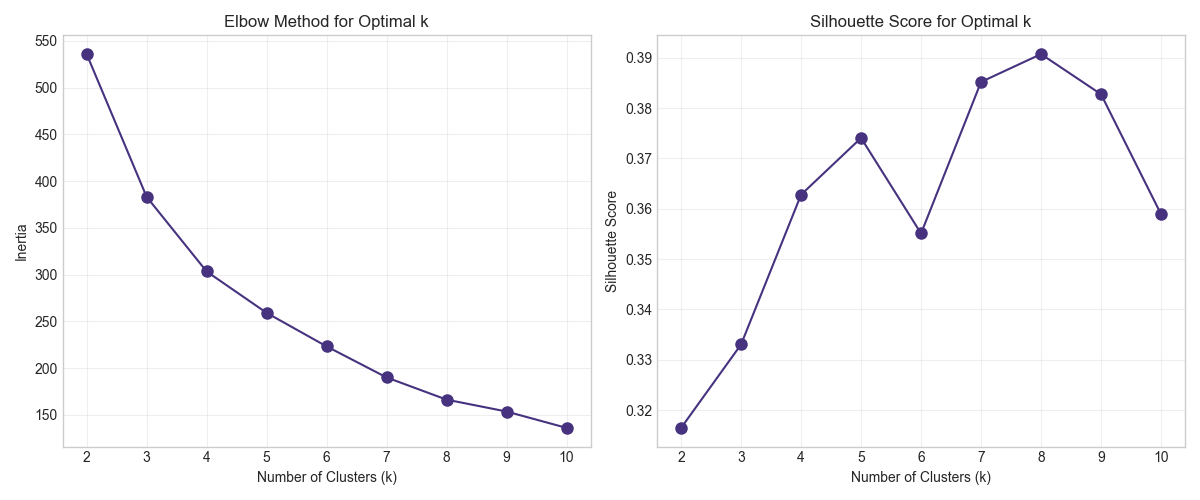 Elbow Method for Optimal k
550
500
450
400
350
300
250
200
150
Inertia
2 3 4 5 6 7 8 9 10
Number of Clusters (k)
Silhouette Score for Optimal k
0.39
0.38
0.37
0.36
0.35
0.34
0.33
0.32
Silhouette Score
2 3 4 5 6 7 8 9 10
Number of Clusters (k)